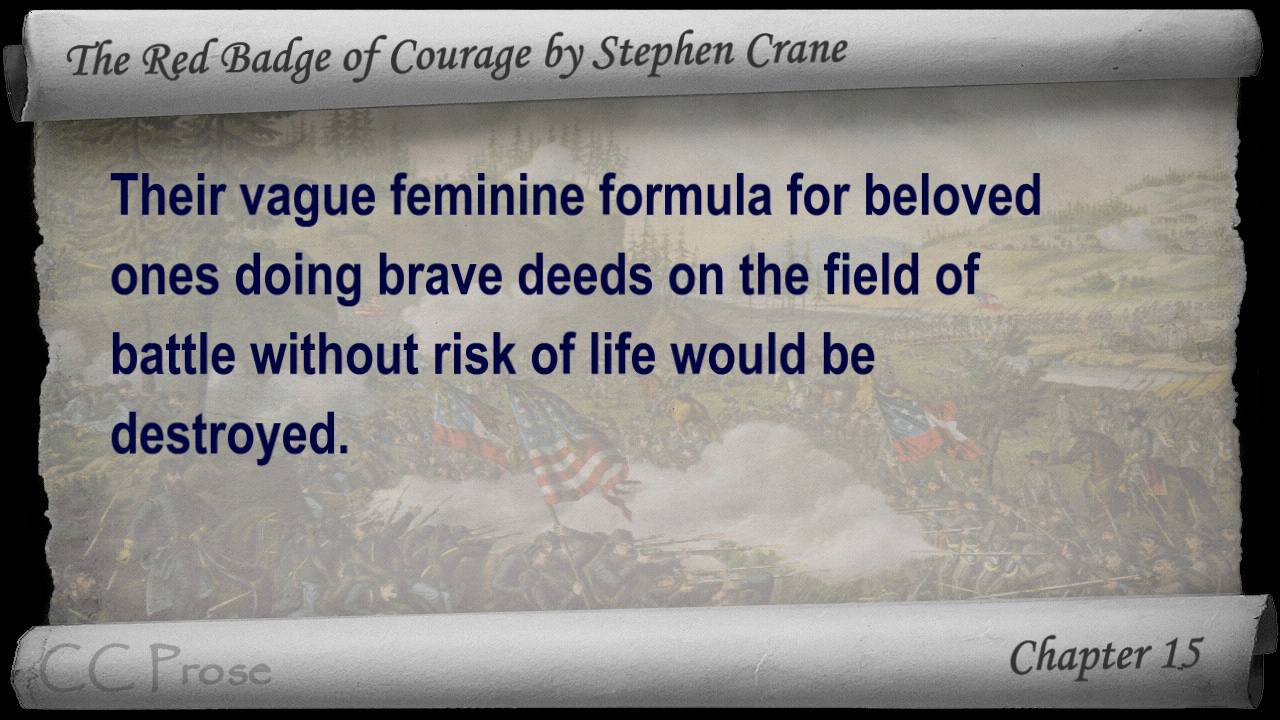 The Red Badge of Courage by Stephen Crane
Their vague feminine formula for beloved
ones doing brave deeds on the field of
battle without risk of life would be
destroyed.
CC Prose
Chapter 15